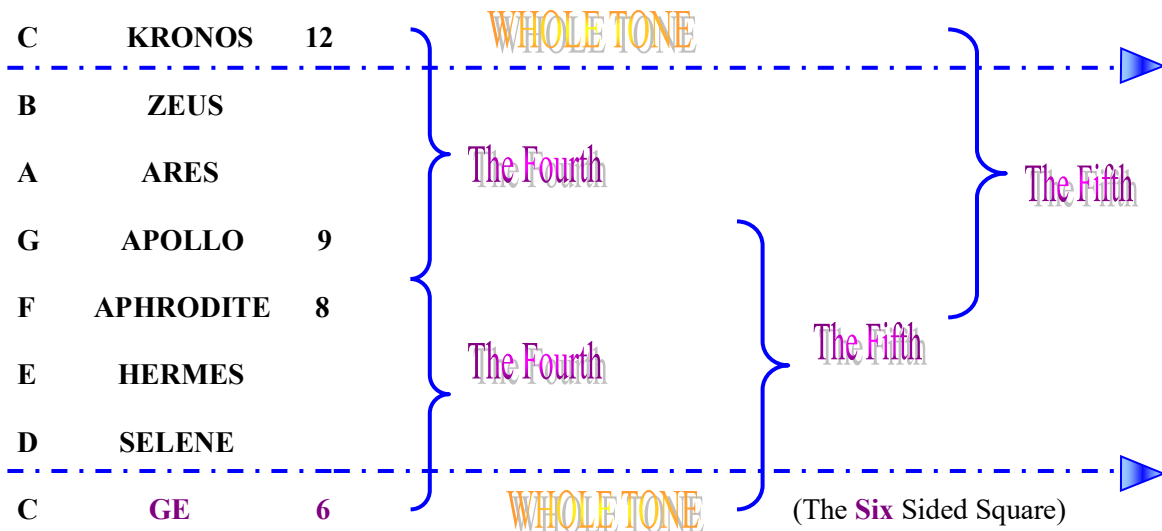 C KRONOS 12 WHOLE TONE
B ZEUS
A ARES The Fourth
The Fifth
G APOLLO 9
F APHRODITE 8
The Fifth
E HERMES The Fourth
D SELENE
C GE 6 WHOLE TONE (The Six Sided Square)